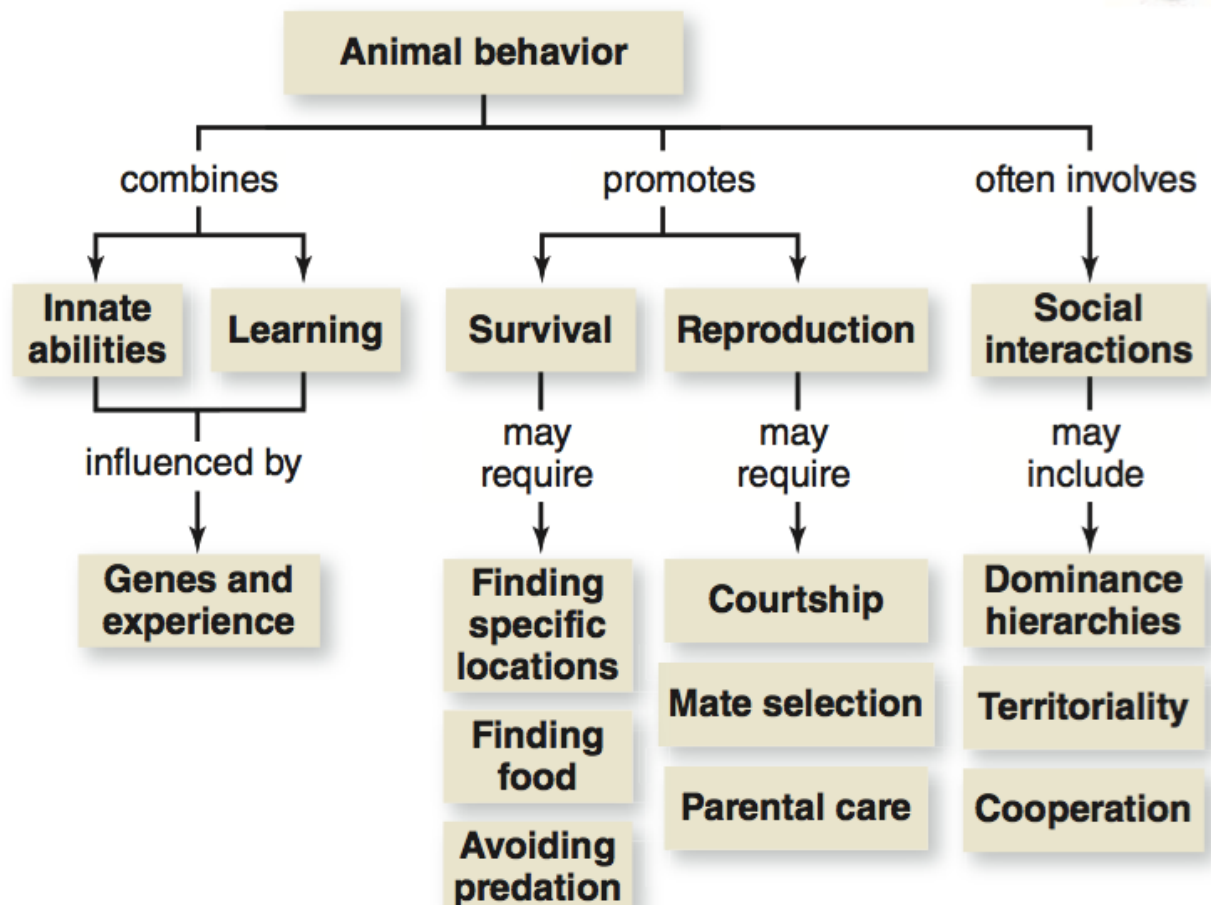 Animal behavior
combines
promotes
often involves
Innate
abilities
Learning
Survival
Reproduction
Social
interactions
influenced by
may
require
may
require
may
include
Genes and
experience
Finding
specific
locations
Courtship
Dominance
hierarchies
Mate selection
Territoriality
Finding
food
Parental care
Cooperation
Avoiding
predation